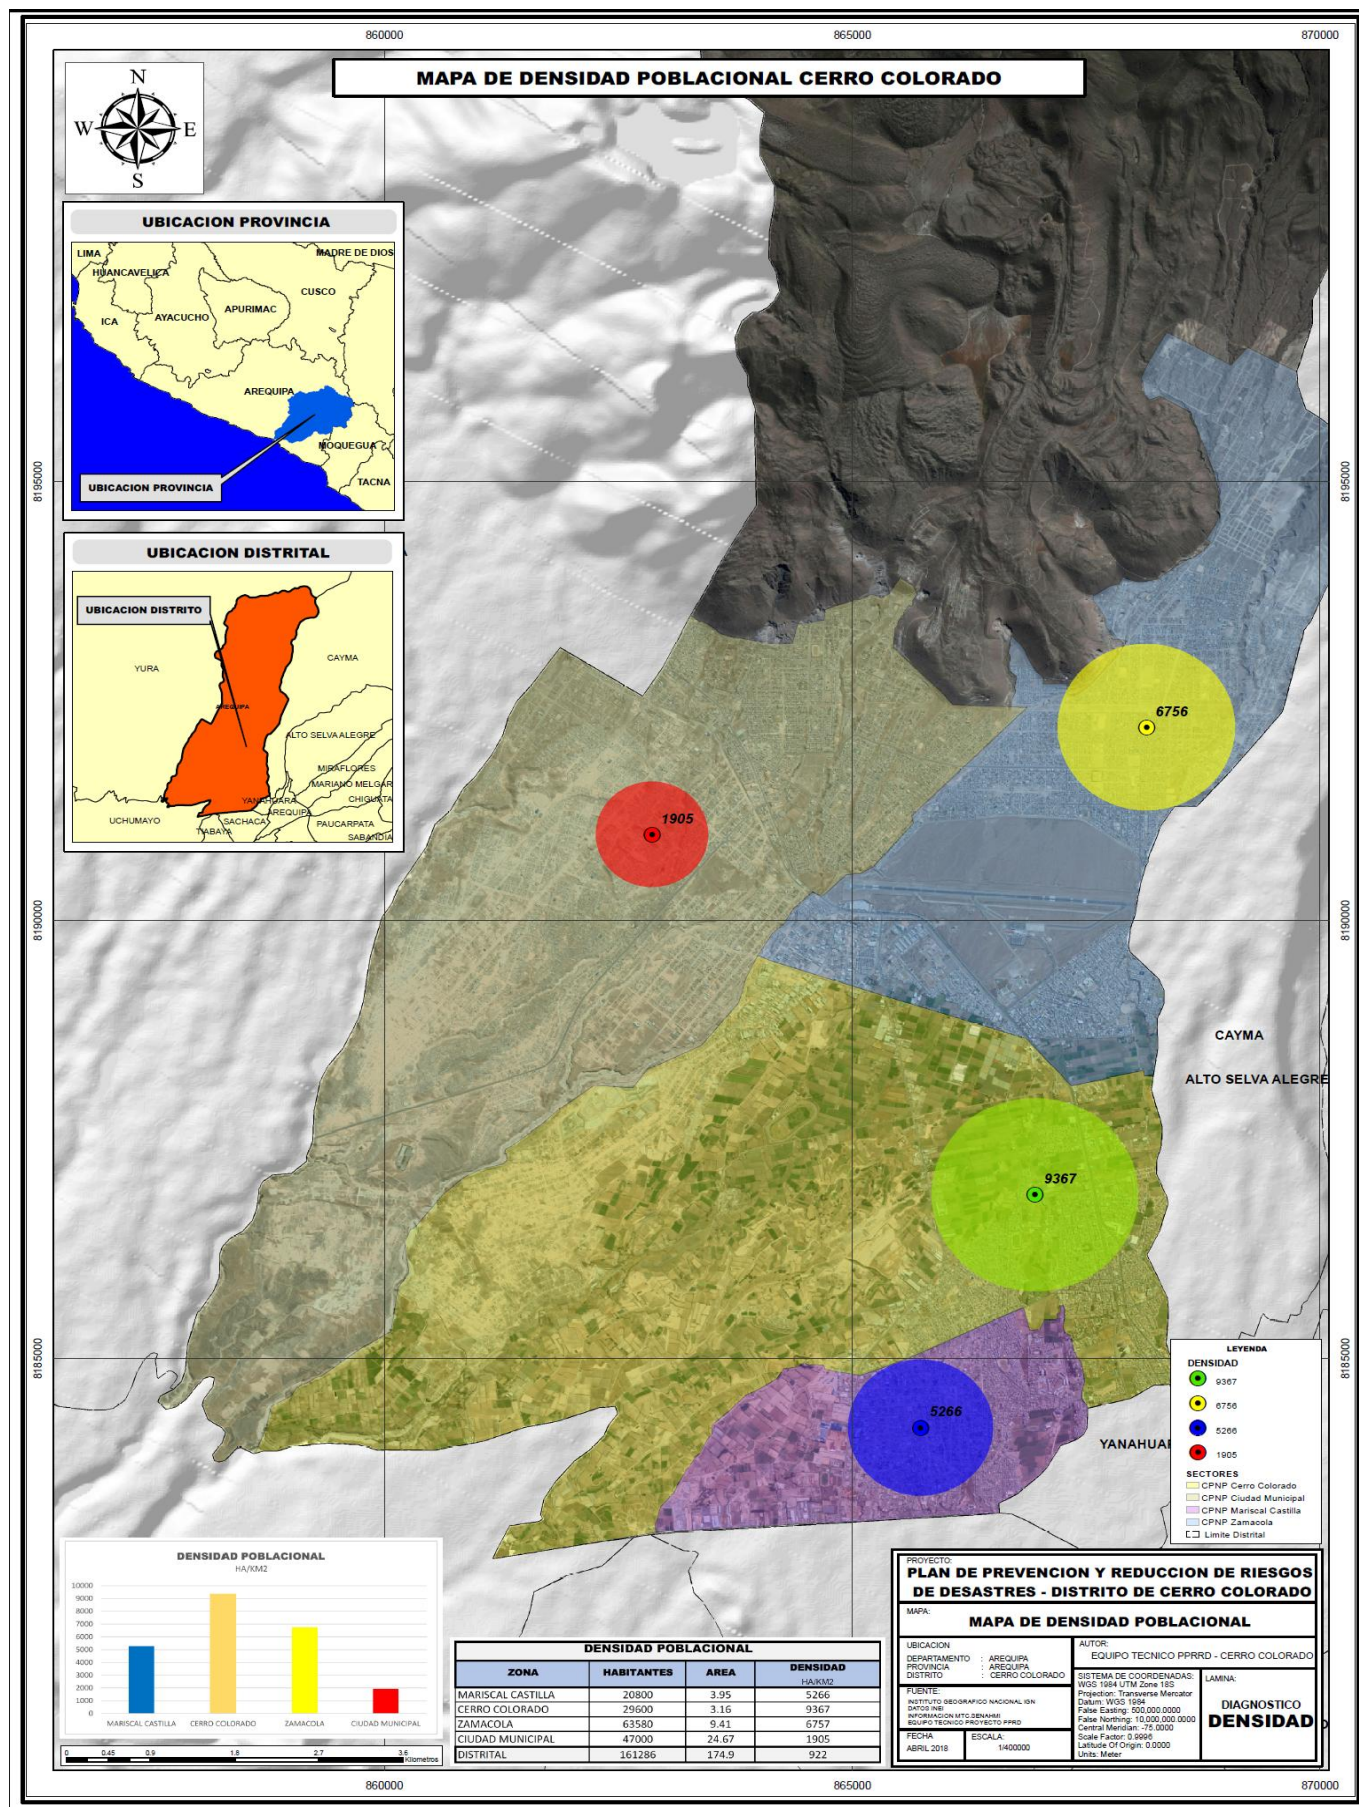 860000
865000
870000
MAPA DE DENSIDAD POBLACIONAL CERRO COLORADO
N
W
E
S
UBICACION PROVINCIA
LIMA
MADRE DE DIOS
HUANCAVELICA
CUSCO
ICA
AYACUCHO
APURIMAC
AREQUIPA
MOQUEGUA
UBICACION PROVINCIA
TACNA
8195000
8195000
UBICACION DISTRITAL
UBICACION DISTRITO
YURA
CAYMA
AREQUIPA
ALTO SELVA ALEGRE
MIRAFLORES
MARIANO MELGAR
YANAHUARA
CHIGUATA
AREQUIPA
UCHUMAYO
SACHACA
PAUCARPATA
TIABAYA
SABANDIA
6756
1905
8190000
8190000
CAYMA
ALTO SELVA ALEGRE
9367
8185000
8185000
5266
YANAHUAR
LEYENDA
DENSIDAD
9367
6756
5266
1905
SECTORES
CPNP Cerro Colorado
CPNP Ciudad Municipal
CPNP Mariscal Castilla
CPNP Zamacola
Limite Distrital
DENSIDAD POBLACIONAL
HA/KM2
10000
9000
8000
7000
6000
5000
4000
3000
2000
1000
0
MARISCAL CASTILLA CERRO COLORADO ZAMACOLA CIUDAD MUNICIPAL
0 0.45 0.9 1.8 2.7 3.6
Kilometros
DENSIDAD POBLACIONAL
ZONA HABITANTES AREA DENSIDAD HA/KM2
MARISCAL CASTILLA 20800 3.95 5266
CERRO COLORADO 29600 3.16 9367
ZAMACOLA 63580 9.41 6757
CIUDAD MUNICIPAL 47000 24.67 1905
DISTRITAL 161286 174.9 922
PROYECTO:
PLAN DE PREVENCION Y REDUCCION DE RIESGOS
DE DESASTRES - DISTRITO DE CERRO COLORADO
MAPA:
MAPA DE DENSIDAD POBLACIONAL
UBICACION
DEPARTAMENTO : AREQUIPA
PROVINCIA : AREQUIPA
DISTRITO : CERRO COLORADO
AUTOR:
EQUIPO TECNICO PPRRD - CERRO COLORADO
FUENTE:
INSTITUTO GEOGRAFICO NACIONAL IGN
DATOS INEI
INFORMACION MTC.SENAHMI
EQUIPO TECNICO PROYECTO PPRD
FECHA
ABRIL 2018
ESCALA:
1/400000
SISTEMA DE COORDENADAS:
WGS 1984 UTM Zone 18S
Projection: Transverse Mercator
Datum: WGS 1984
False Easting: 500,000.0000
False Northing: 10,000,000.0000
Central Meridian: -75.0000
Scale Factor: 0.9996
Latitude Of Origin: 0.0000
Units: Meter
LAMINA:
DIAGNOSTICO
DENSIDAD
860000
865000
870000